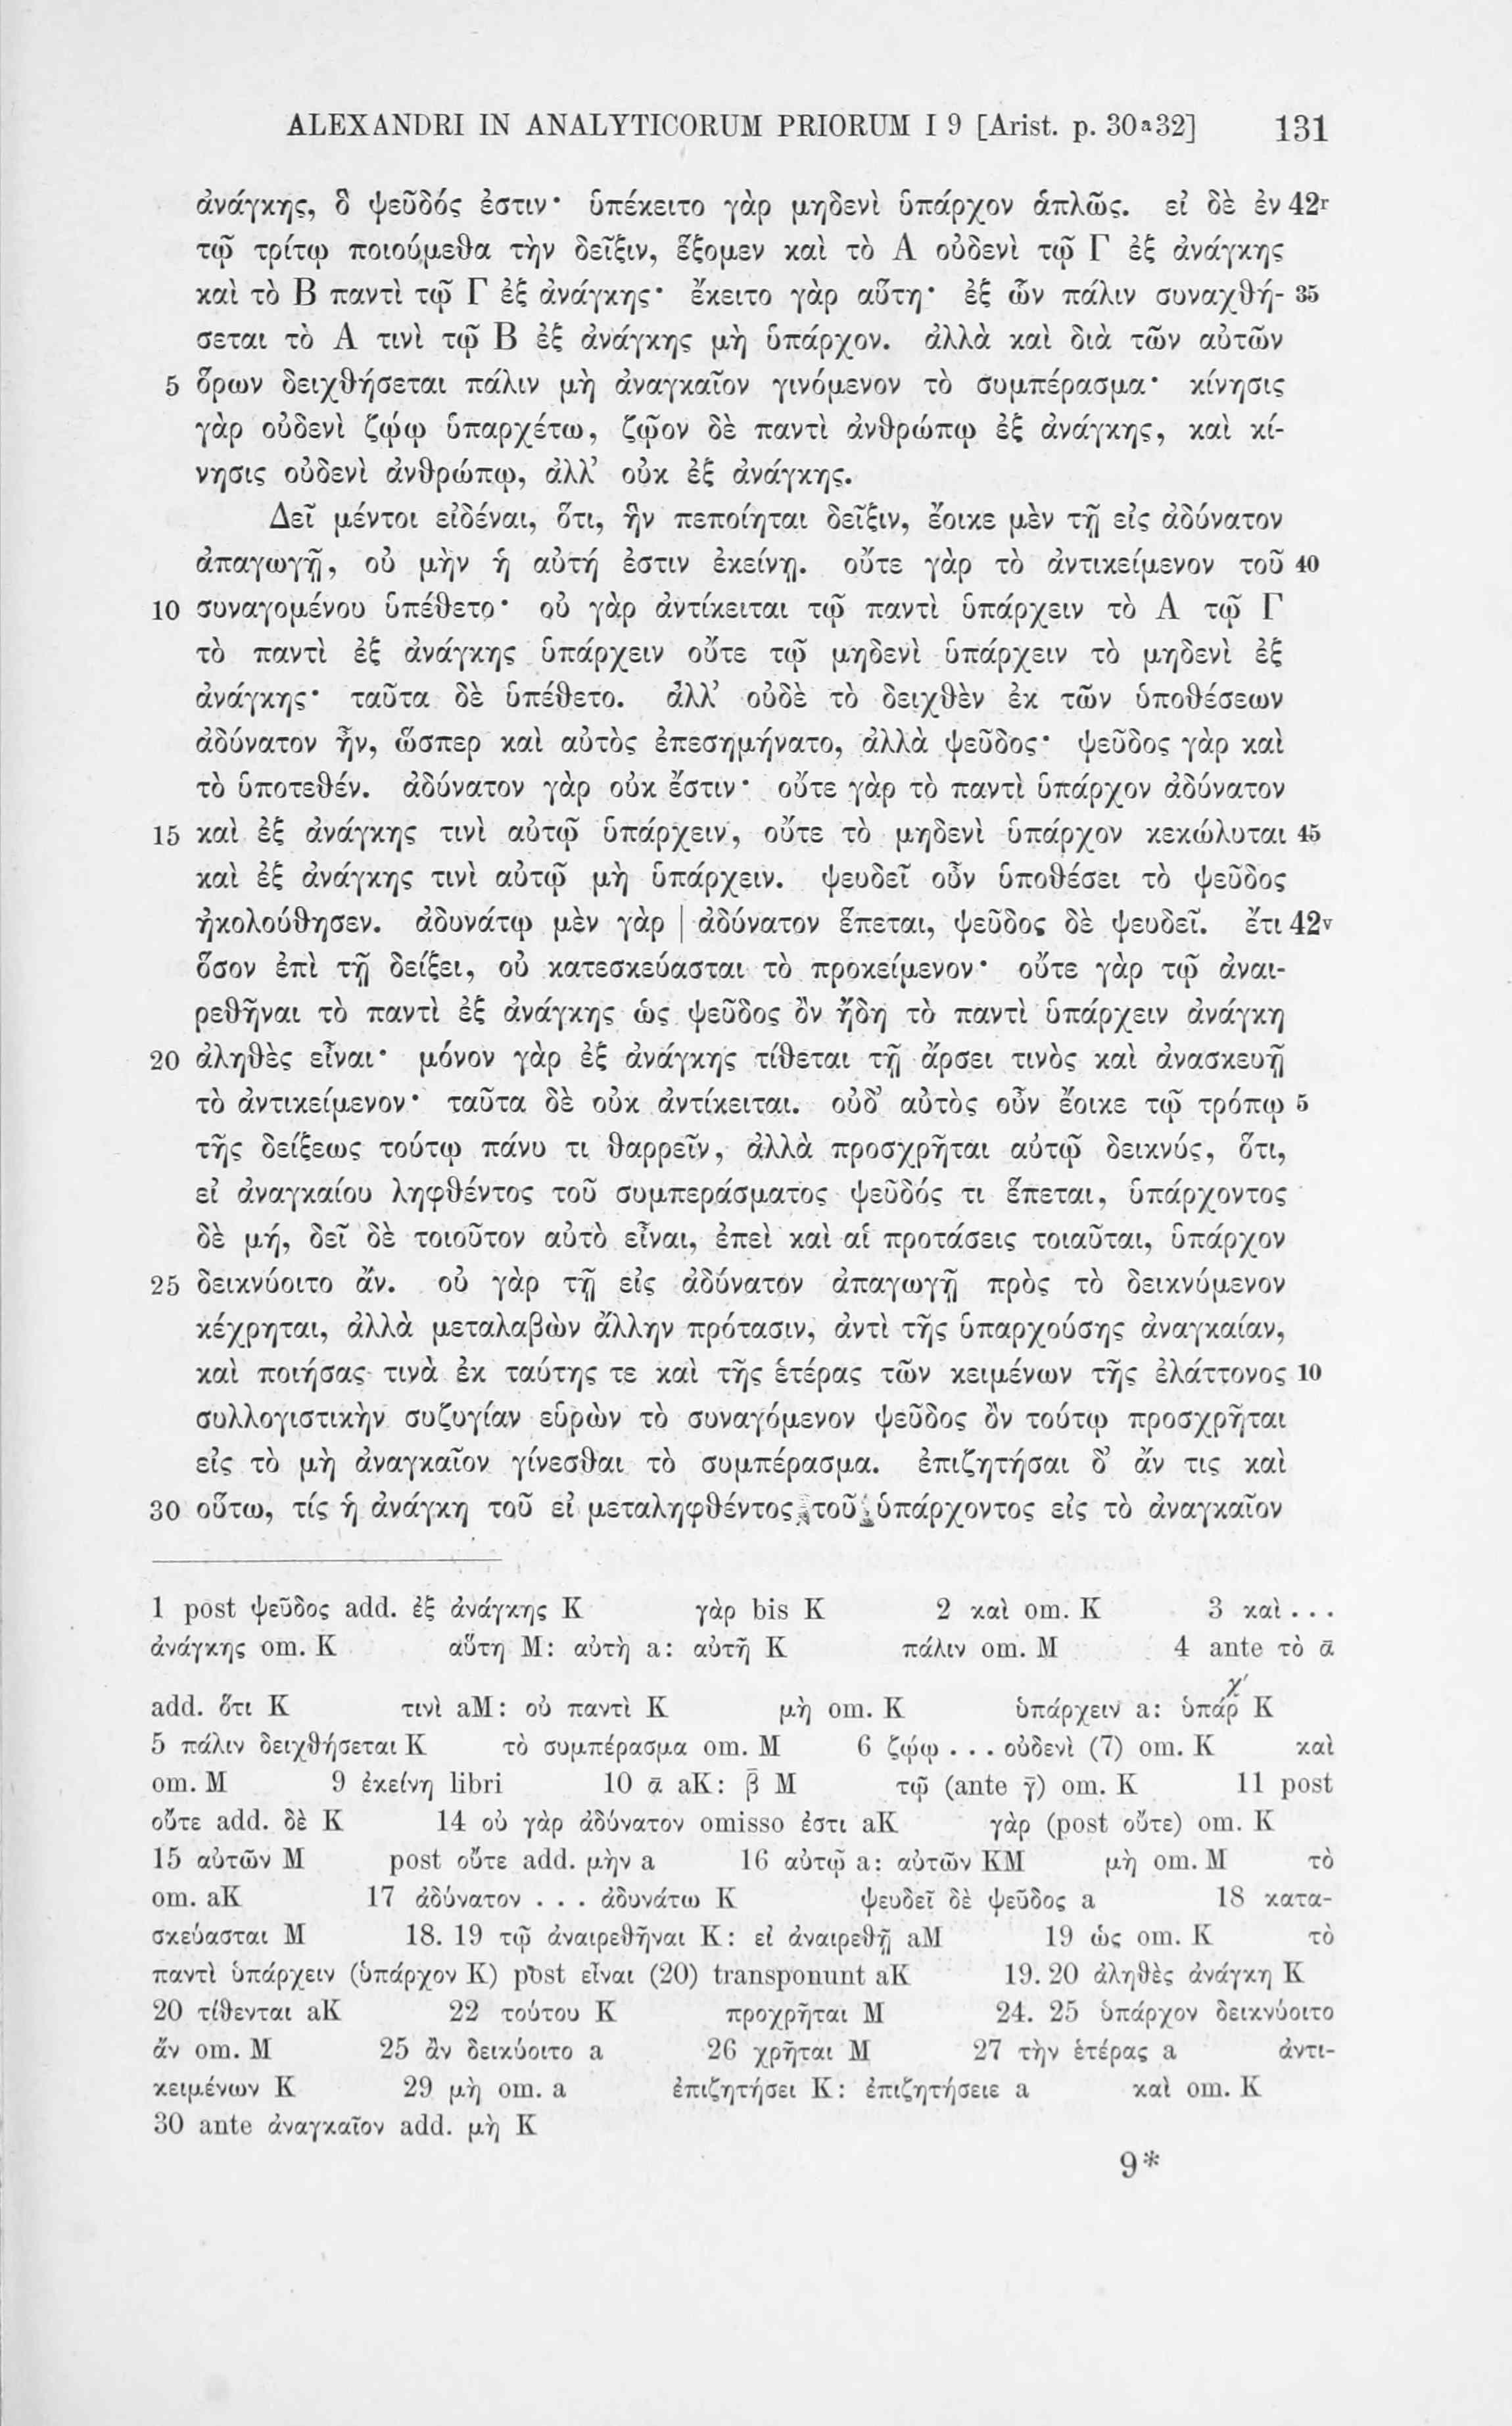 ALEXANDRI IN ANALYTICORUM PRIORUM I 9 [Arist. p. 30a32] 131
ἀνάγκης, ὃ ψεῦδός ἐστιν· ὑπέκειτο γὰρ μηδενὶ ὑπάρχον ἁπλῶς. εἰ δὲ ἐν 42r
τῷ τρίτῳ ποιούμεθα τὴν δεῖξιν, ἕξομεν καὶ τὸ Α οὐδενὶ τῷ Γ ἐξ ἀνάγκης
καὶ τὸ Β παντὶ τῷ Γ ἐξ ἀνάγκης· ἔκειτο γὰρ αὕτη· ἐξ ὧν πάλιν συναχθή- 35
σεται τὸ Α τινὶ τῷ Β ἐξ ἀνάγκης μὴ ὑπάρχον. ἀλλὰ καὶ διὰ τῶν αὐτῶν
5 ὅρων δειχθήσεται πάλιν μὴ ἀναγκαῖον γινόμενον τὸ συμπέρασμα· κίνησις
γὰρ οὐδενὶ ζῴῳ ὑπαρχέτω, ζῷον δὲ παντὶ ἀνθρώπῳ ἐξ ἀνάγκης, καὶ κί-
νησις οὐδενὶ ἀνθρώπῳ, ἀλλ’ οὐκ ἐξ ἀνάγκης.
Δεῖ μέντοι εἰδέναι, ὅτι, ἣν πεποίηται δεῖξιν, ἔοικε μὲν τῇ εἰς ἀδύνατον
ἀπαγωγῇ, οὐ μὴν ἡ αὐτή ἐστιν ἐκείνῃ. οὔτε γὰρ τὸ ἀντικείμενον τοῦ 40
10 συναγομένου ὑπέθετο· οὐ γὰρ ἀντίκειται τῷ παντὶ ὑπάρχειν τὸ Α τῷ Γ
τὸ παντὶ ἐξ ἀνάγκης ὑπάρχειν οὔτε τῷ μηδενὶ ὑπάρχειν τὸ μηδενὶ ἐξ
ἀνάγκης· ταῦτα δὲ ὑπέθετο. ἀλλ’ οὐδὲ τὸ δειχθὲν ἐκ τῶν ὑποθέσεων
ἀδύνατον ἦν, ὥσπερ καὶ αὐτὸς ἐπεσημήνατο, ἀλλὰ ψεῦδος· ψεῦδος γὰρ καὶ
τὸ ὑποτεθέν. ἀδύνατον γὰρ οὐκ ἔστιν· οὔτε γὰρ τὸ παντὶ ὑπάρχον ἀδύνατον
15 καὶ ἐξ ἀνάγκης τινὶ αὐτῷ ὑπάρχειν, οὔτε τὸ μηδενὶ ὑπάρχον κεκώλυται 45
καὶ ἐξ ἀνάγκης τινὶ αὐτῷ μὴ ὑπάρχειν. ψευδεῖ οὖν ὑποθέσει τὸ ψεῦδος
ἠκολούθησεν. ἀδυνάτῳ μὲν γὰρ | ἀδύνατον ἕπεται, ψεῦδος δὲ ψευδεῖ. ἔτι 42v
ὅσον ἐπὶ τῇ δείξει, οὐ κατεσκεύασται τὸ προκείμενον· οὔτε γὰρ τῷ ἀναι-
ρεθῆναι τὸ παντὶ ἐξ ἀνάγκης ὡς ψεῦδος ὂν ἤδη τὸ παντὶ ὑπάρχειν ἀνάγκη
20 ἀληθὲς εἶναι· μόνον γὰρ ἐξ ἀνάγκης τίθεται τῇ ἄρσει τινὸς καὶ ἀνασκευῇ
τὸ ἀντικείμενον· ταῦτα δὲ οὐκ ἀντίκειται. οὐδ’ αὐτὸς οὖν ἔοικε τῷ τρόπῳ 5
τῆς δείξεως τούτῳ πάνυ τι θαρρεῖν, ἀλλὰ προσχρῆται αὐτῷ δεικνύς, ὅτι,
εἰ ἀναγκαίου ληφθέντος τοῦ συμπεράσματος ψεῦδός τι ἕπεται, ὑπάρχοντος
δὲ μή, δεῖ δὲ τοιοῦτον αὐτὸ εἶναι, ἐπεὶ καὶ αἱ προτάσεις τοιαῦται, ὑπάρχον
25 δεικνύοιτο ἄν. οὐ γὰρ τῇ εἰς ἀδύνατον ἀπαγωγῇ πρὸς τὸ δεικνύμενον
κέχρηται, ἀλλὰ μεταλαβὼν ἄλλην πρότασιν, ἀντὶ τῆς ὑπαρχούσης ἀναγκαίαν,
καὶ ποιήσας τινὰ ἐκ ταύτης τε καὶ τῆς ἑτέρας τῶν κειμένων τῆς ἐλάττονος 10
συλλογιστικὴν συζυγίαν εὑρὼν τὸ συναγόμενον ψεῦδος ὂν τούτῳ προσχρῆται
εἰς τὸ μὴ ἀναγκαῖον γίνεσθαι τὸ συμπέρασμα. ἐπιζητήσαι δ’ ἄν τις καὶ
30 οὕτω, τίς ἡ ἀνάγκη τοῦ εἰ μεταληφθέντος τοῦ ὑπάρχοντος εἰς τὸ ἀναγκαῖον
1 post ψεῦδος add. ἐξ ἀνάγκης K γὰρ bis K 2 καὶ om. K 3 καὶ...
ἀνάγκης om. K αὕτη M: αὐτὴ a: αὐτῆ K πάλιν om. M 4 ante τὸ ᾱ
add. ὅτι K τινὶ aM: οὐ παντὶ K μὴ om. K ὑπάρχειν a: ὑπάρχ́ K
5 πάλιν δειχθήσεται K τὸ συμπέρασμα om. M 6 ζῴῳ ... οὐδενὶ (7) om. K καὶ
om. M 9 ἐκείνη libri 10 ᾱ aK: β̄ M τῷ (ante γ̄) om. K 11 post
οὔτε add. δὲ K 14 οὐ γὰρ ἀδύνατον omisso ἐστι aK γὰρ (post οὔτε) om. K
15 αὐτῶν M post οὔτε add. μὴν a 16 αὐτῷ a: αὐτῶν KM μὴ om. M τὸ
om. aK 17 ἀδύνατον ... ἀδυνάτω K ψευδεῖ δὲ ψεῦδος a 18 κατα-
σκεύασται M 18. 19 τῷ ἀναιρεθῆναι K: εἰ ἀναιρεθῇ aM 19 ὡς om. K τὸ
παντὶ ὑπάρχειν (ὑπάρχον K) post εἶναι (20) transponunt aK 19. 20 ἀληθὲς ἀνάγκη K
20 τίθενται aK 22 τούτου K προχρῆται M 24. 25 ὑπάρχον δεικνύοιτο
ἄν om. M 25 ἂν δεικύοιτο a 26 χρῆται M 27 τὴν ἑτέρας a ἀντι-
κειμένων K 29 μὴ om. a ἐπιζητήσει K: ἐπιζητήσειε a καὶ om. K
30 ante ἀναγκαῖον add. μὴ K
9*